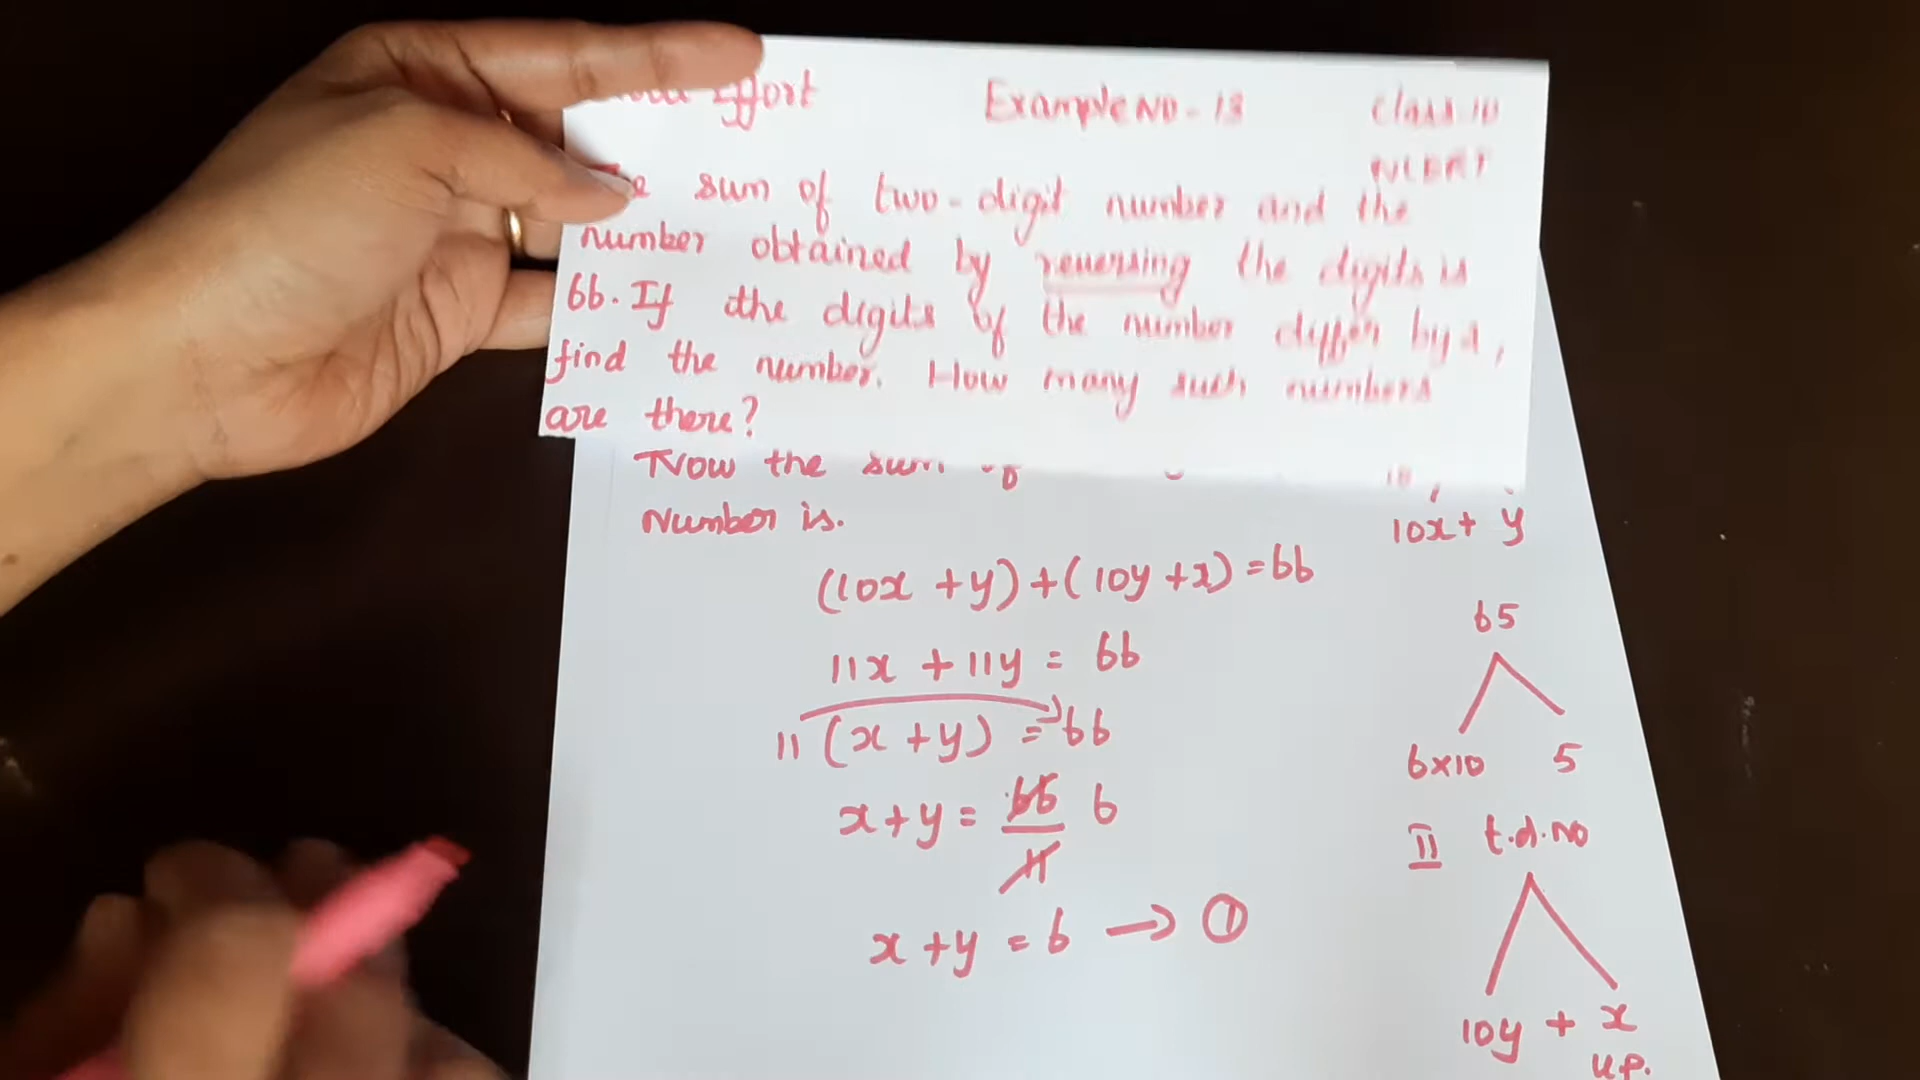 Effort Example NO - 13 class 10
NCERT
sum of two-digit number and the
number obtained by reversing the digits is
66. If the digits of the number differ by 2,
find the number. How many such numbers
are there?
Now the sum
Number is.
10x + y
(10x + y) + (10y + x) = 66
11x + 11y = 66
11 (x + y) = 66
x + y = 66 6
11
x + y = 6 → ①
65
6x10 5
II t.d.no
10y + x
u.p.